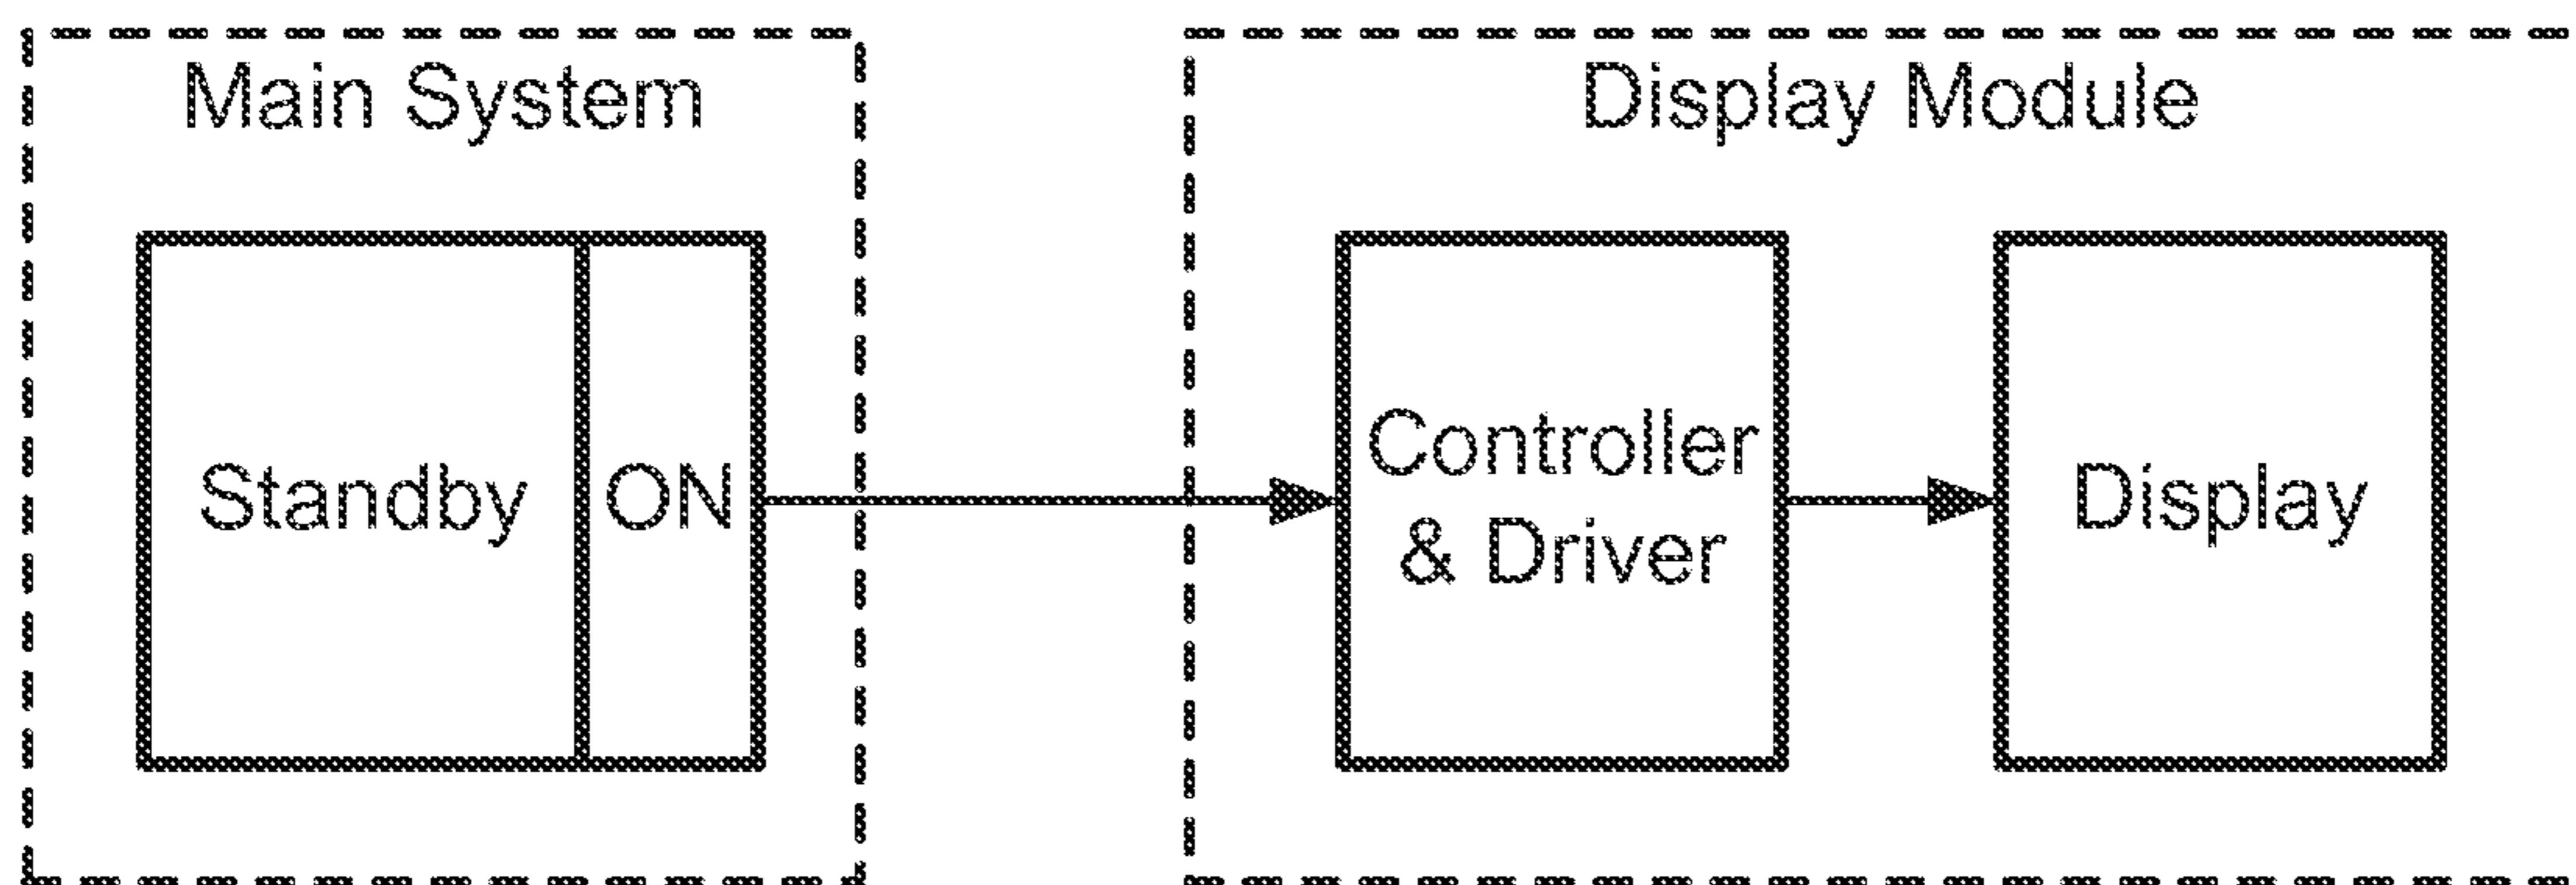 Main System
Display Module
Standby
ON
Controller
& Driver
Display